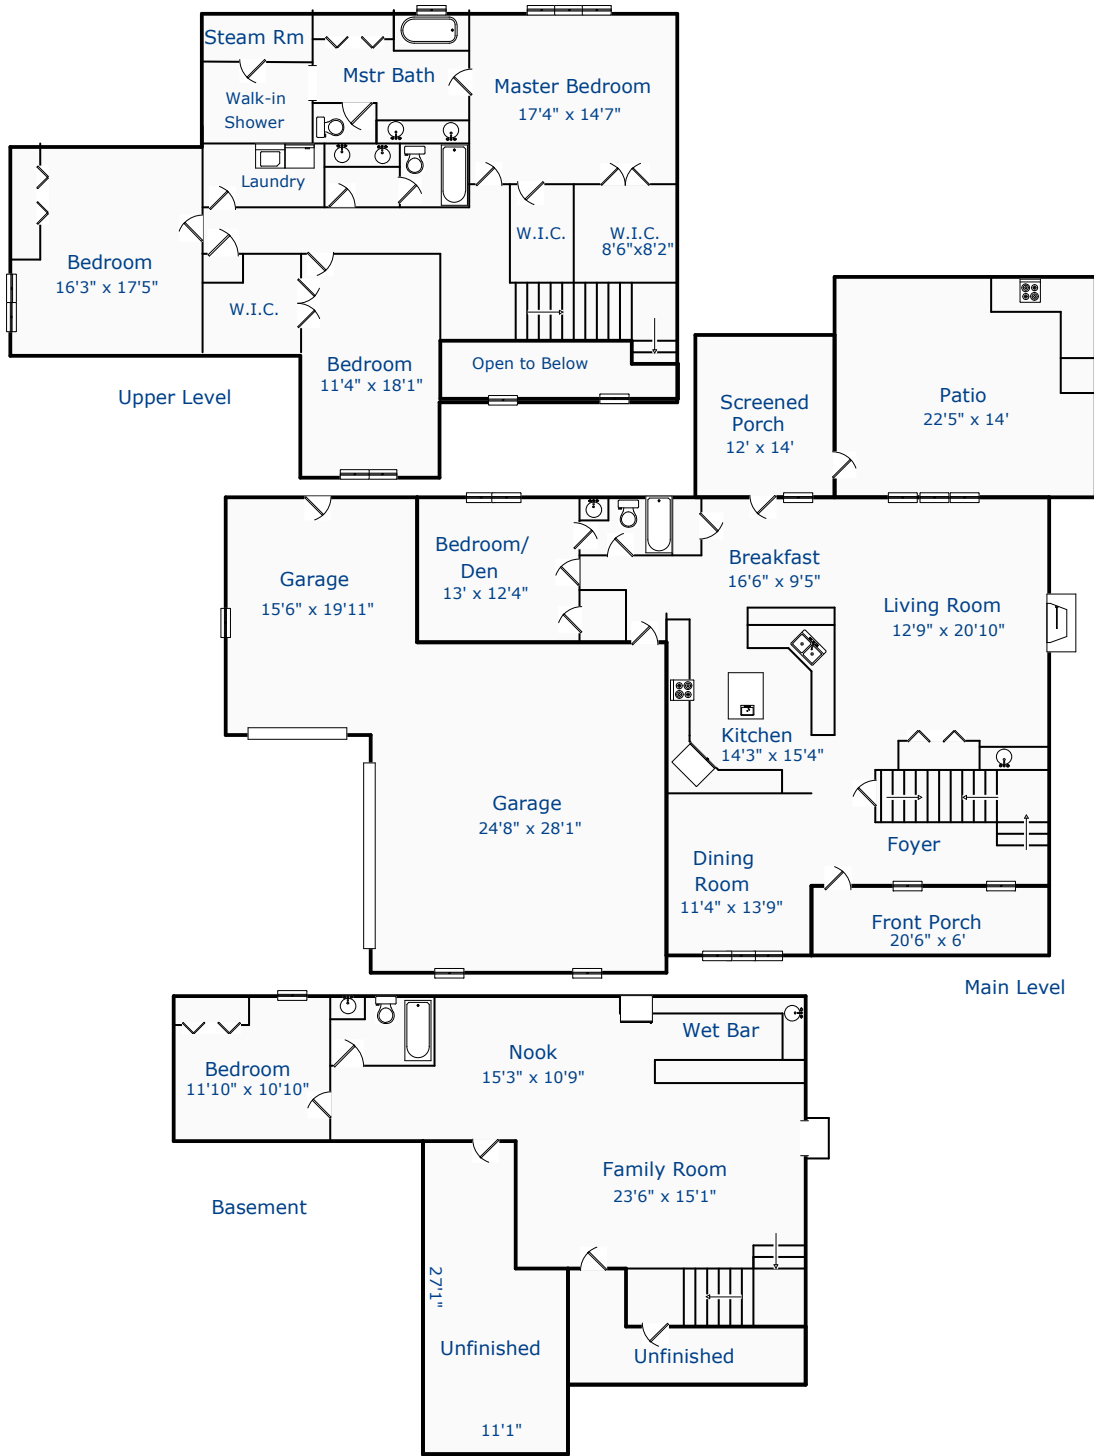 Steam Rm
Mstr Bath
Walk-in
Shower
Master Bedroom
17'4" x 14'7"
Laundry
W.I.C.
W.I.C.
8'6"x8'2"
Bedroom
16'3" x 17'5"
W.I.C.
Bedroom
11'4" x 18'1"
Open to Below
Upper Level
Screened
Porch
12' x 14'
Patio
22'5" x 14'
Garage
15'6" x 19'11"
Bedroom/
Den
13' x 12'4"
Breakfast
16'6" x 9'5"
Living Room
12'9" x 20'10"
Kitchen
14'3" x 15'4"
Garage
24'8" x 28'1"
Dining
Room
11'4" x 13'9"
Foyer
Front Porch
20'6" x 6'
Main Level
Bedroom
11'10" x 10'10"
Nook
15'3" x 10'9"
Wet Bar
Family Room
23'6" x 15'1"
Basement
27'1"
Unfinished
11'1"
Unfinished